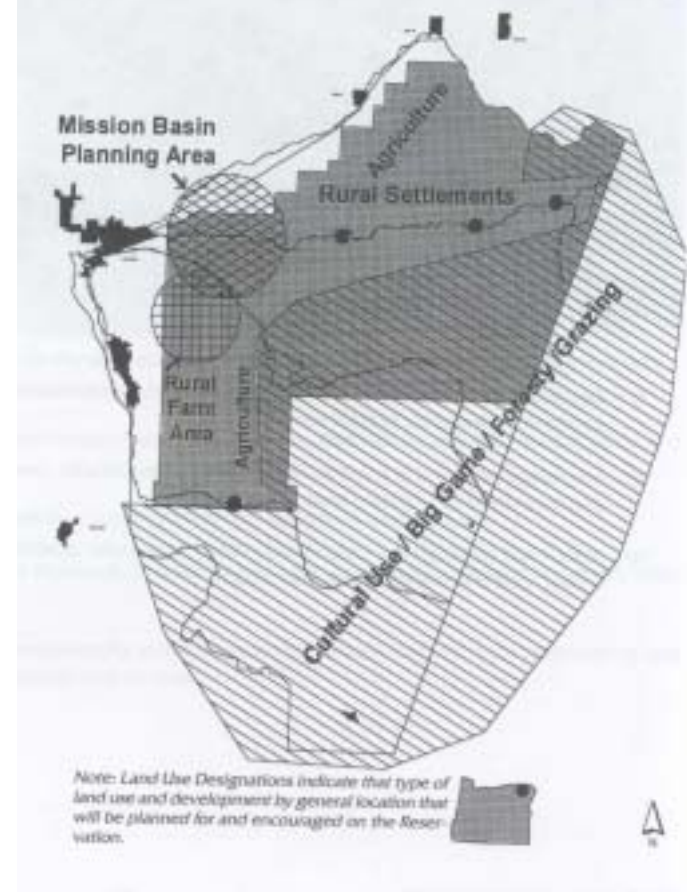 Mission Basin
Planning Area
Agriculture
Rural Settlements
Rural
Farm
Area
Agriculture
Cultural Use / Big Game / Foresty /Grazing
Note: Land Use Designations indicate that type of
land use and development by general location that
will be planned for and encouraged on the Reser-
vation.
N